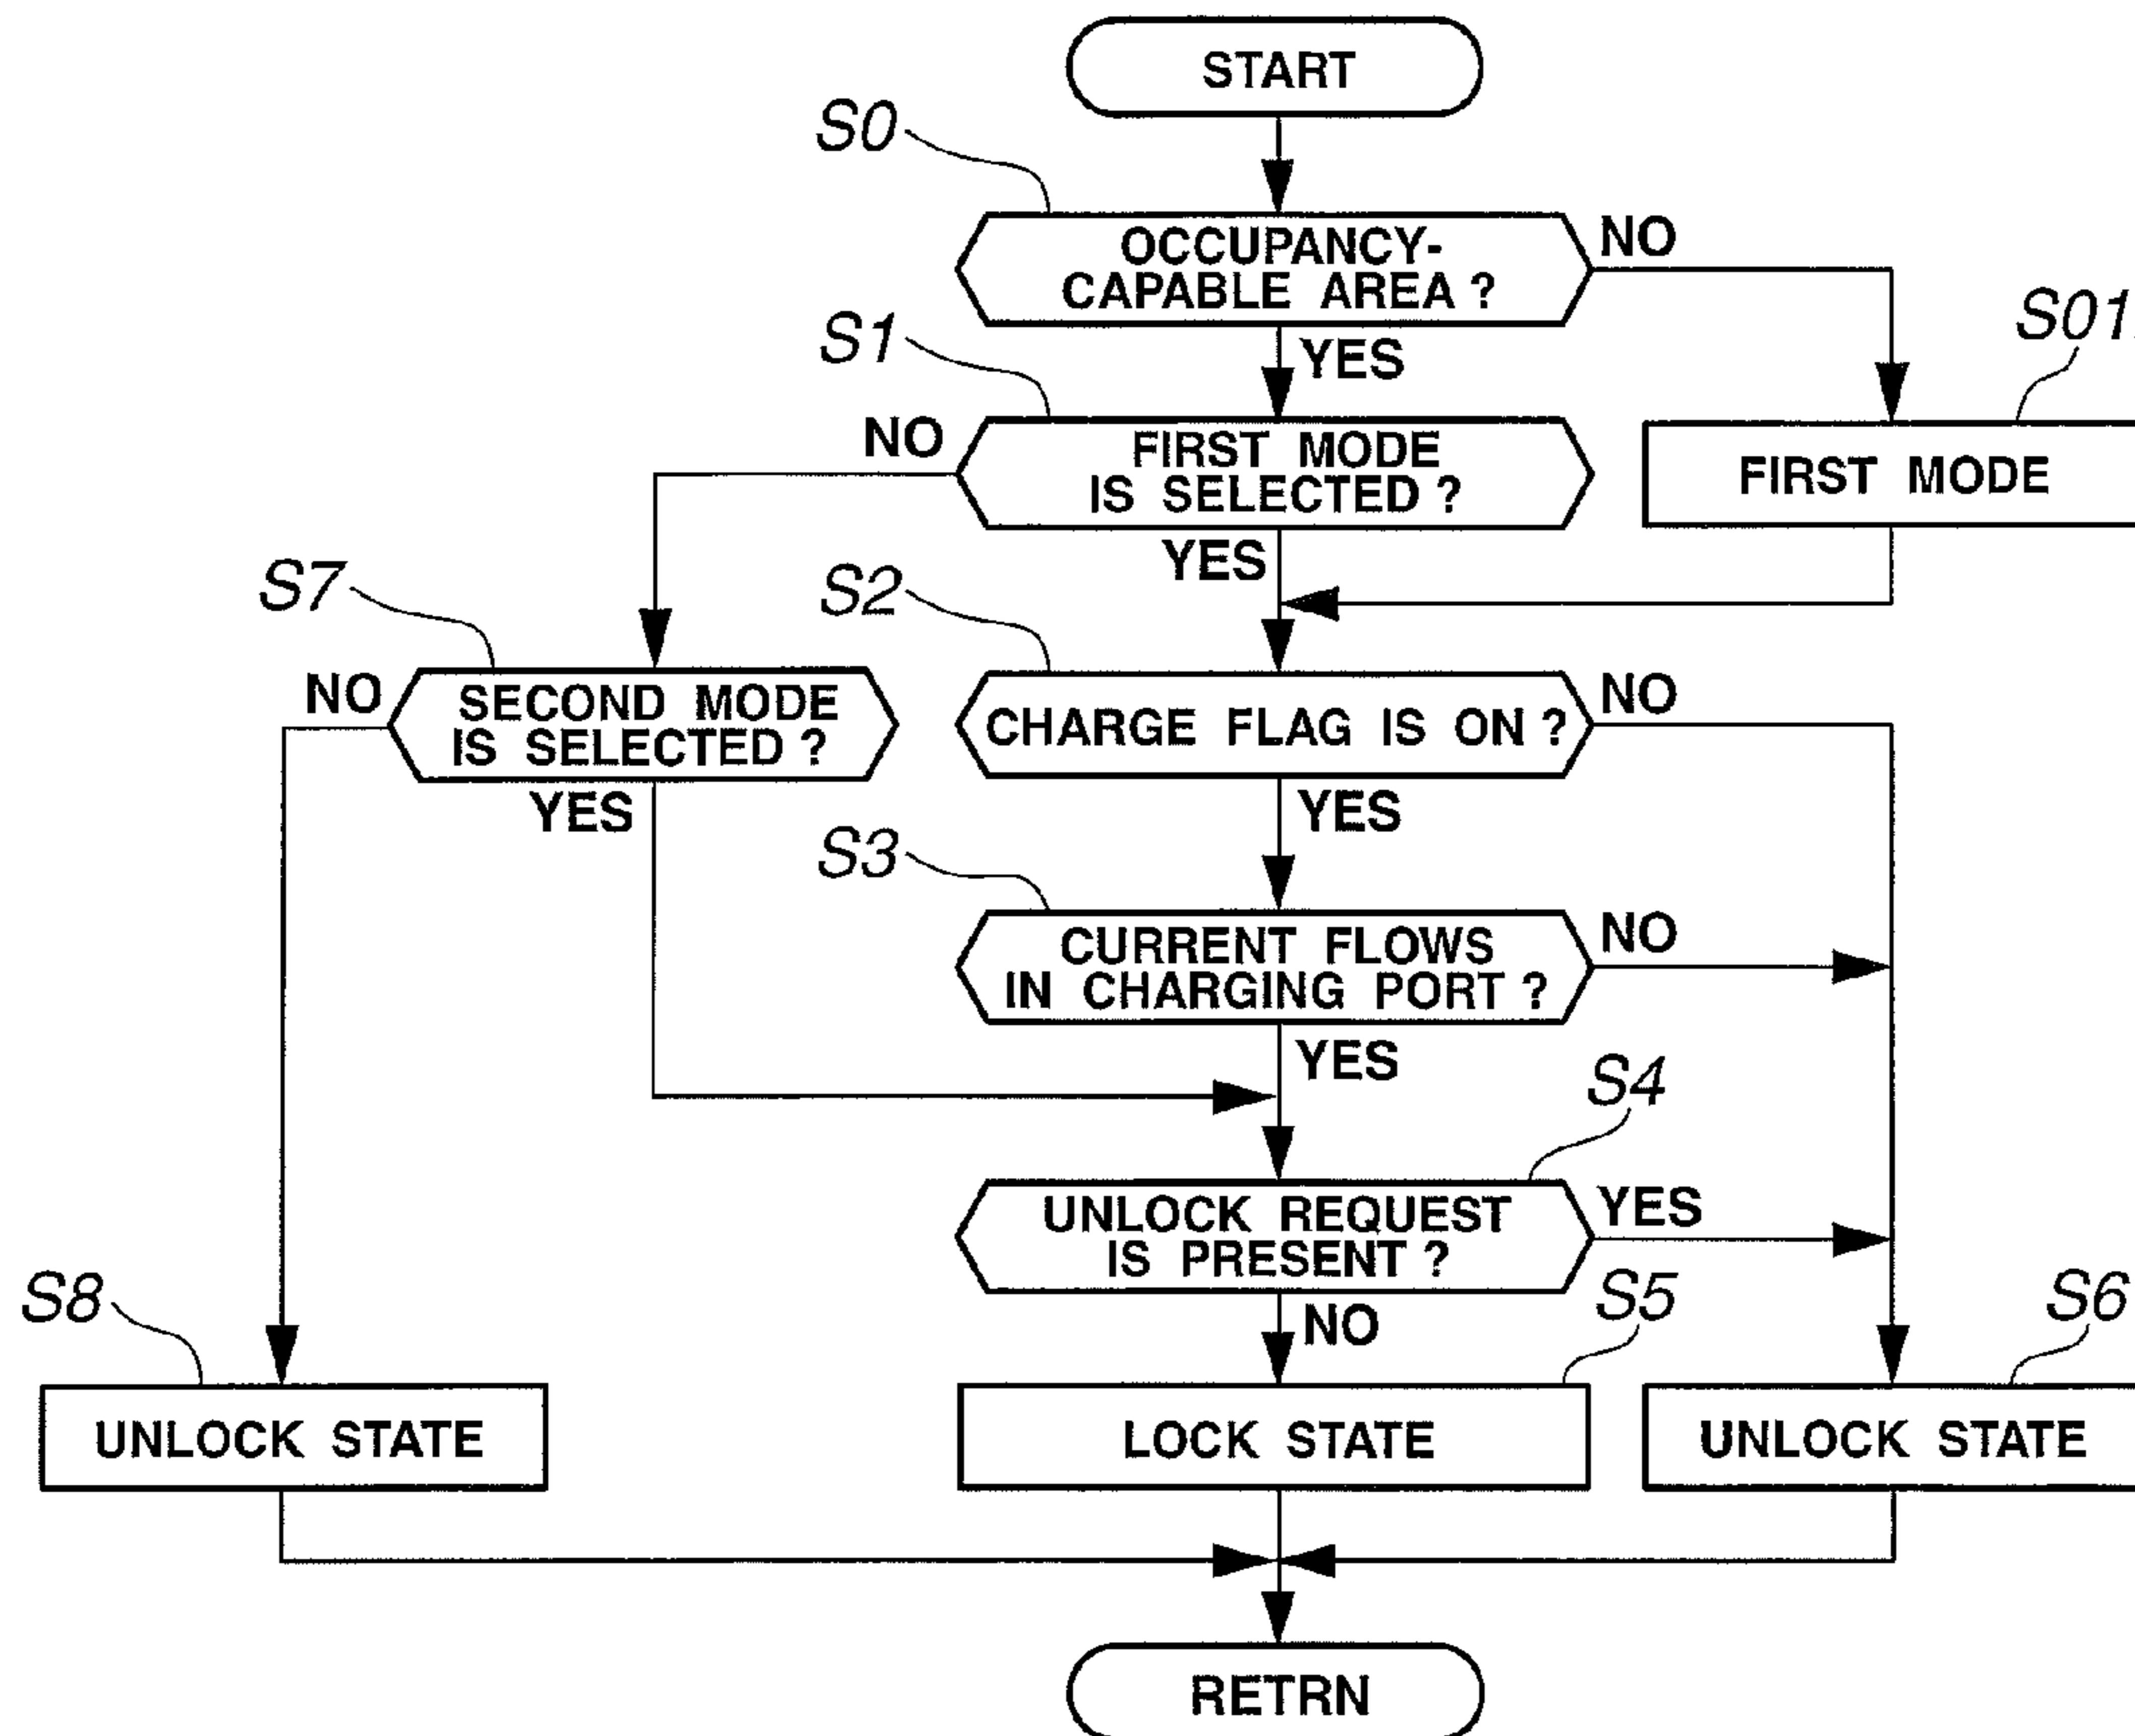 START
S0
OCCUPANCY-
CAPABLE AREA ?
NO
S01
S1
YES
NO
FIRST MODE
IS SELECTED ?
FIRST MODE
YES
S7
S2
NO
SECOND MODE
IS SELECTED ?
CHARGE FLAG IS ON ?
NO
YES
YES
S3
CURRENT FLOWS
IN CHARGING PORT ?
NO
YES
S4
UNLOCK REQUEST
IS PRESENT ?
YES
S8
NO
S5
S6
UNLOCK STATE
LOCK STATE
UNLOCK STATE
RETRN